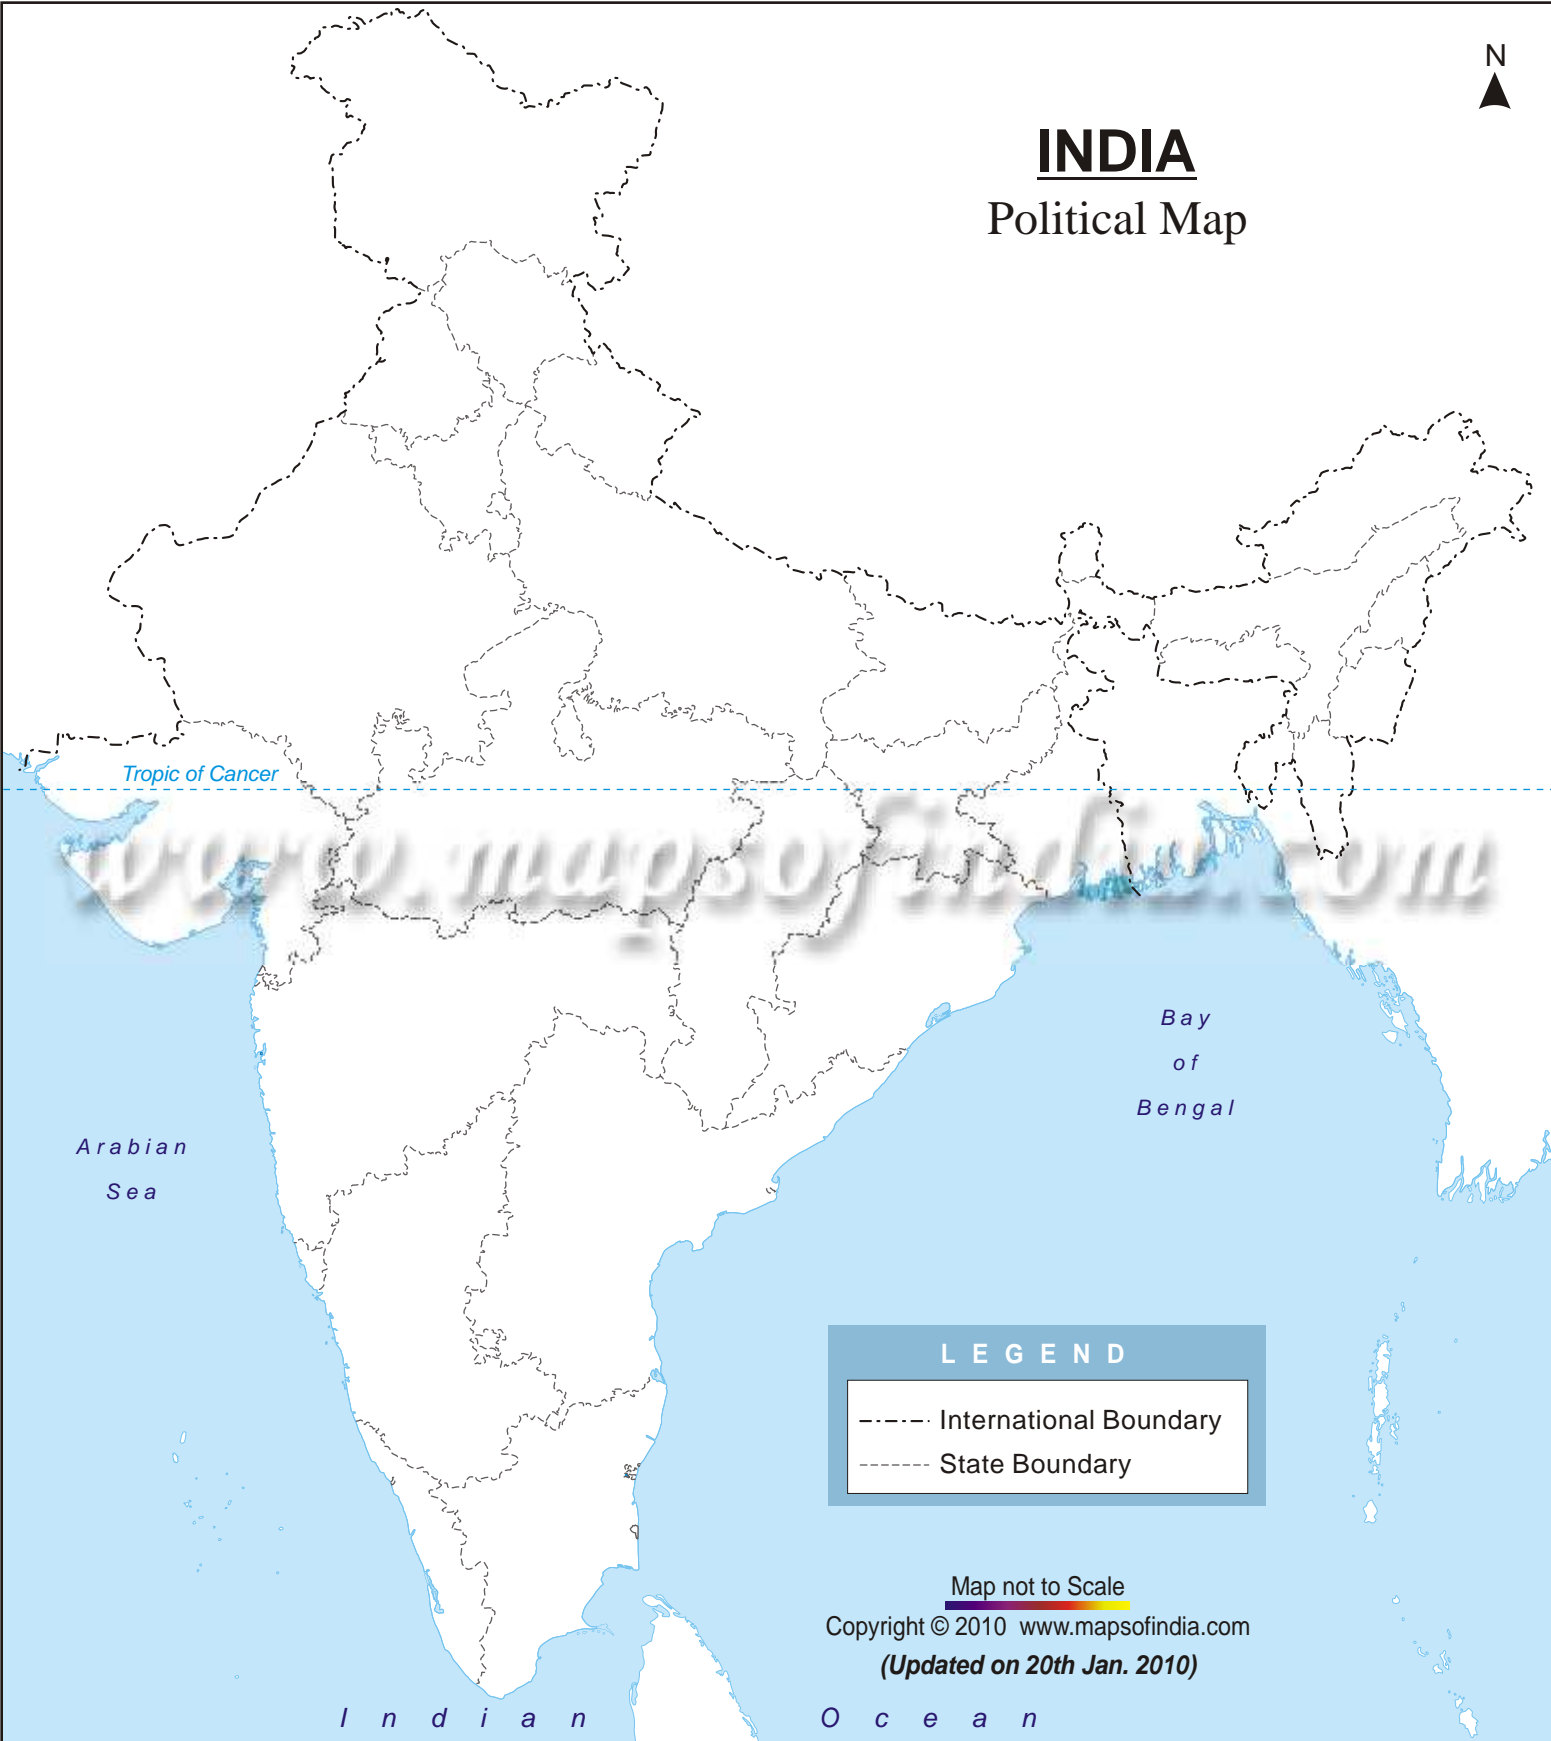 N
INDIA
Political Map
Tropic of Cancer
www.mapsofindia.com
Bay
of
Bengal
Arabian
Sea
LEGEND
International Boundary
State Boundary
Map not to Scale
Copyright © 2010 www.mapsofindia.com
(Updated on 20th Jan. 2010)
Indian Ocean